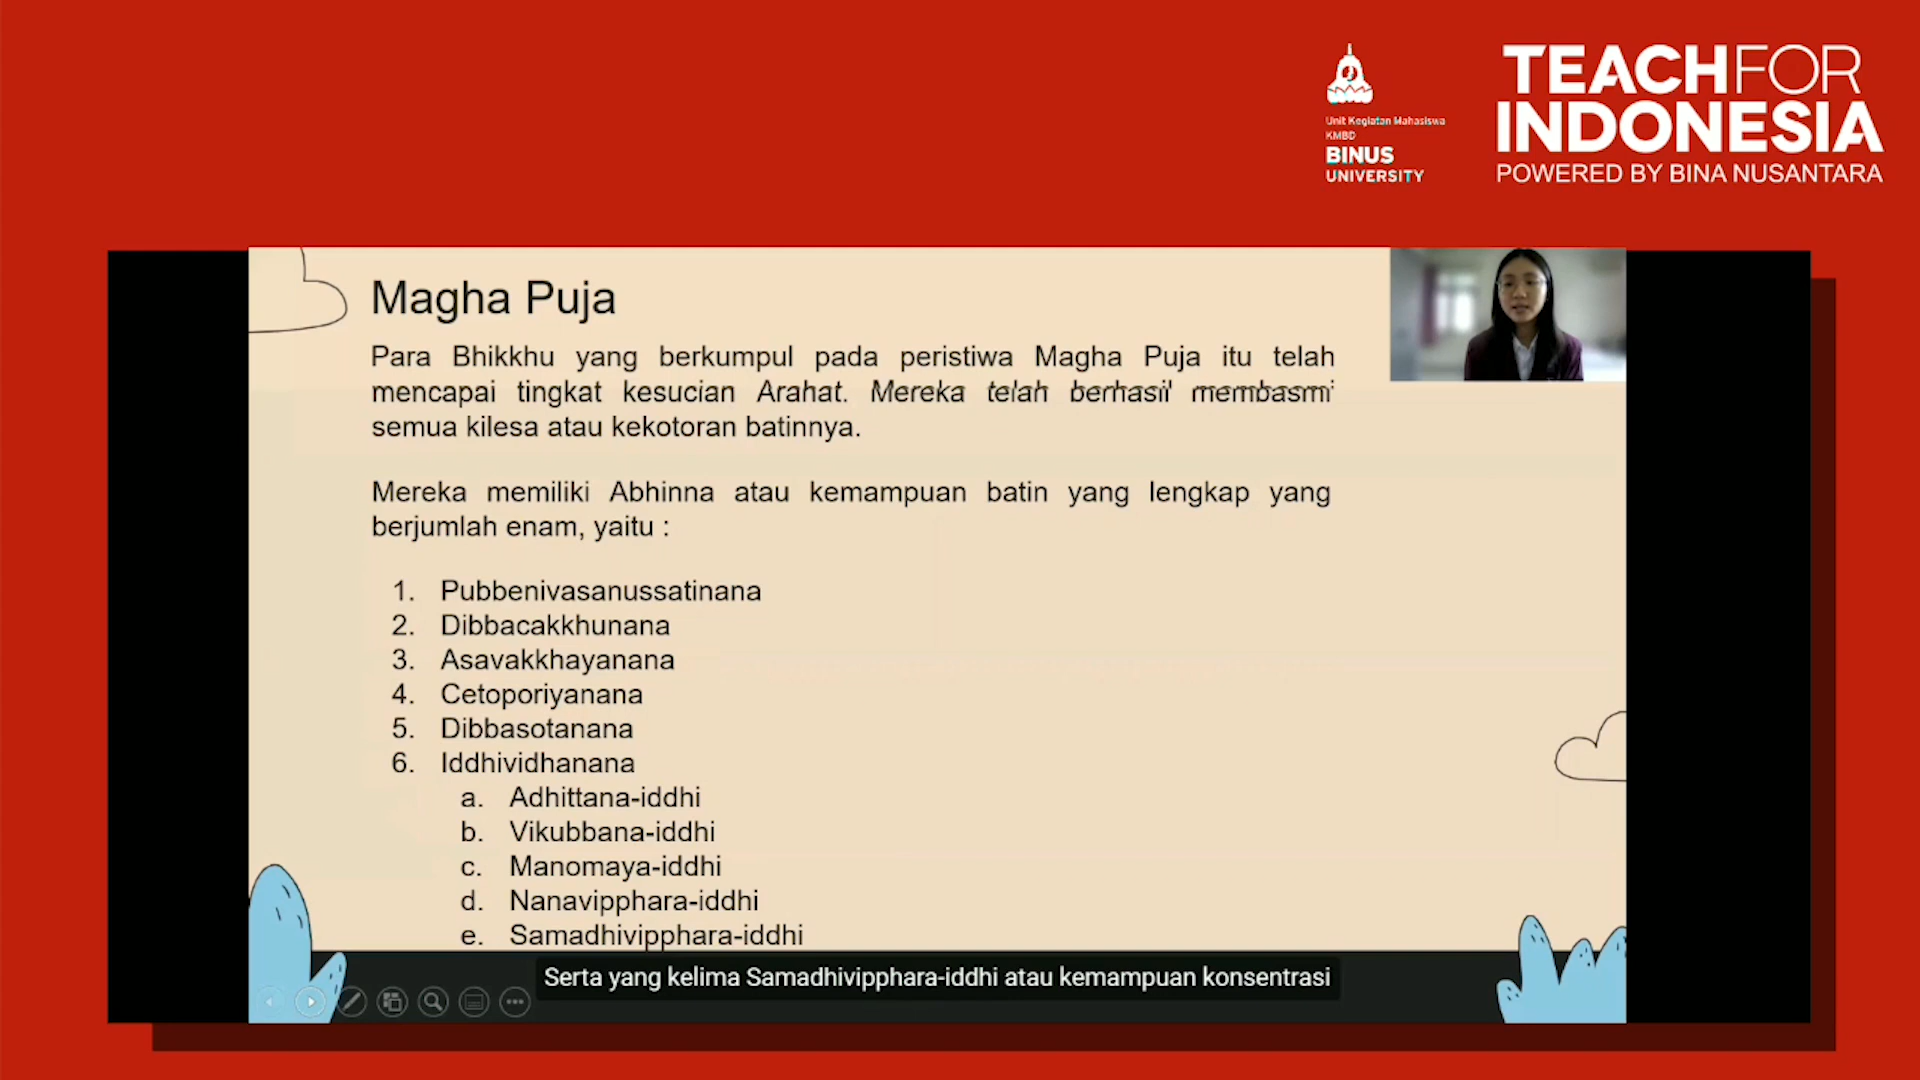 Unit Kegiatan Mahasiswa
KMBD
BINUS
UNIVERSITY
TEACHFOR
INDONESIA
POWERED BY BINA NUSANTARA
Magha Puja
Para Bhikkhu yang berkumpul pada peristiwa Magha Puja itu telah
mencapai tingkat kesucian Arahat. Mereka telah berhasil membasmi
semua kilesa atau kekotoran batinnya.
Mereka memiliki Abhinna atau kemampuan batin yang lengkap yang
berjumlah enam, yaitu :
1. Pubbenivasanussatinana
2. Dibbacakkhunana
3. Asavakkhayanana
4. Cetoporiyanana
5. Dibbasotanana
6. Iddhividhanana
a. Adhittana-iddhi
b. Vikubbana-iddhi
c. Manomaya-iddhi
d. Nanavipphara-iddhi
e. Samadhivipphara-iddhi
Serta yang kelima Samadhivipphara-iddhi atau kemampuan konsentrasi